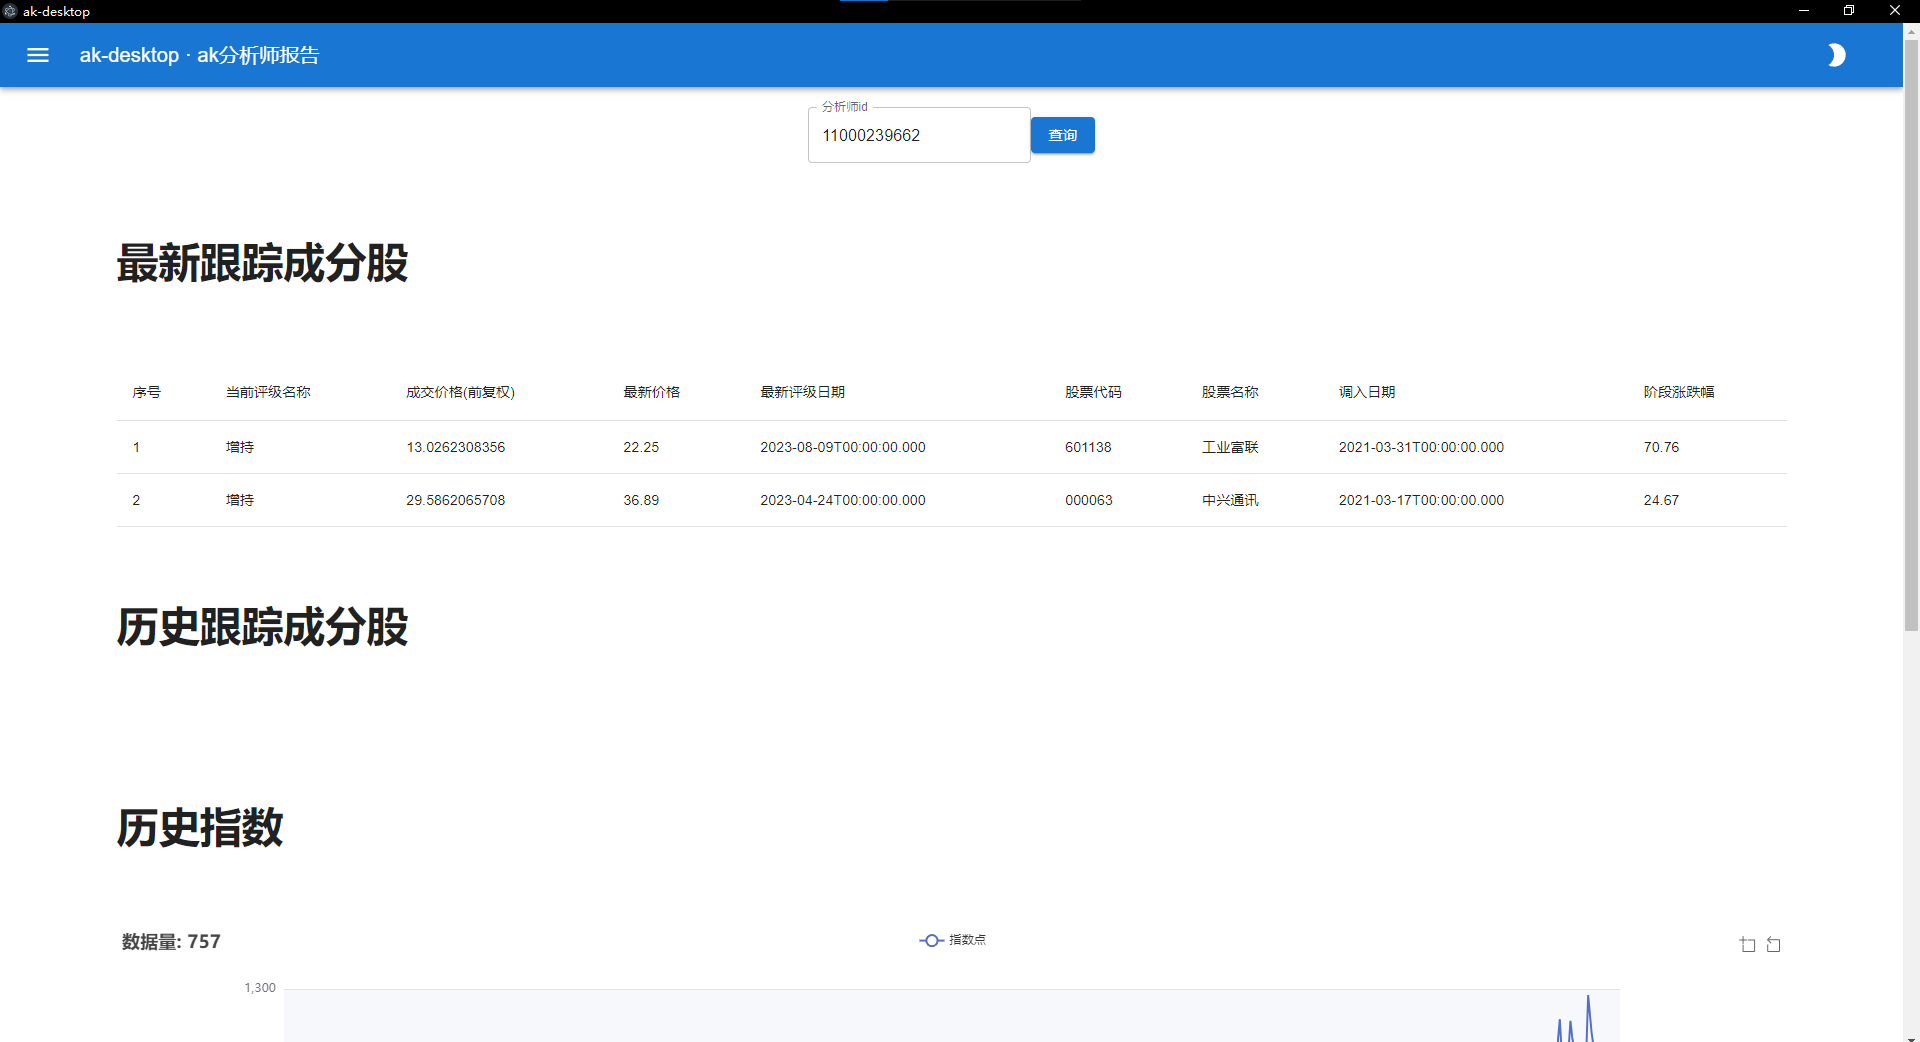 ak-desktop
ak-desktop · ak分析师报告
分析师id
11000239662 查询
最新跟踪成分股
序号 当前评级名称 成交价格(前复权) 最新价格 最新评级日期 股票代码 股票名称 调入日期 阶段涨跌幅
1 增持 13.0262308356 22.25 2023-08-09T00:00:00.000 601138 工业富联 2021-03-31T00:00:00.000 70.76
2 增持 29.5862065708 36.89 2023-04-24T00:00:00.000 000063 中兴通讯 2021-03-17T00:00:00.000 24.67
历史跟踪成分股
历史指数
数据量: 757 指数点
1,300